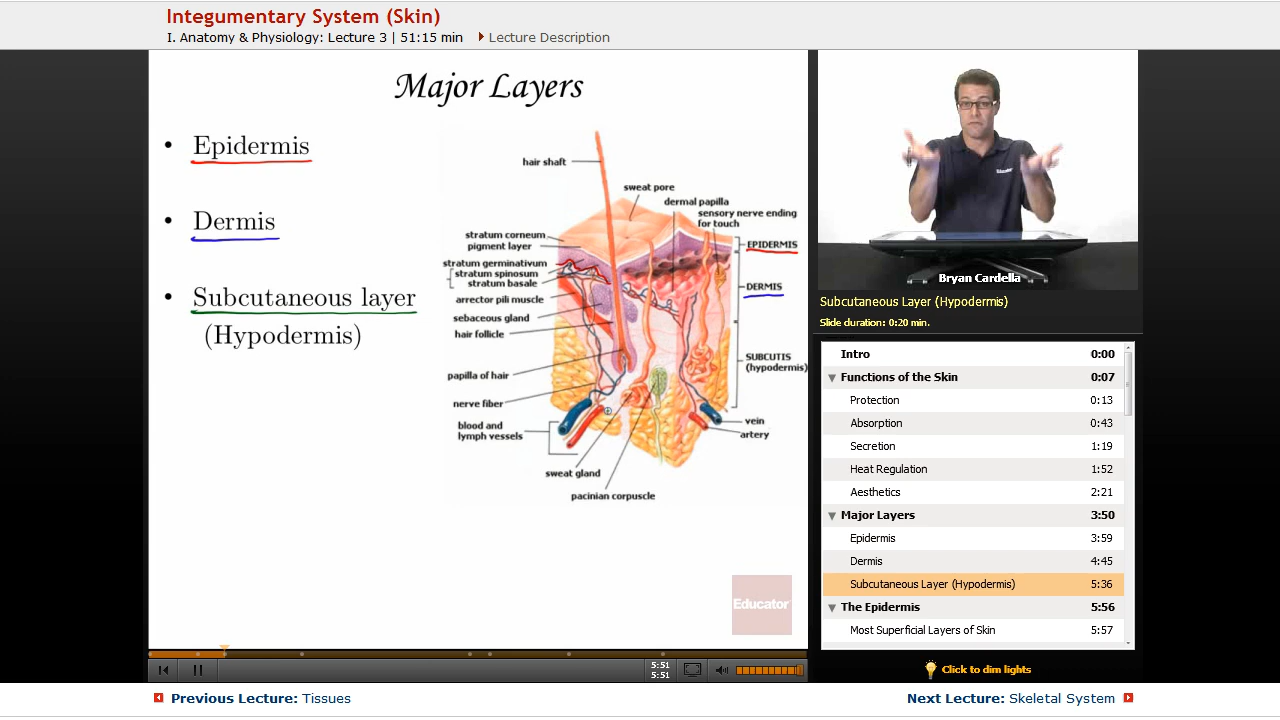 Integumentary System (Skin)
I. Anatomy & Physiology: Lecture 3 | 51:15 min
Lecture Description
Major Layers
• Epidermis
• Dermis
• Subcutaneous layer
(Hypodermis)
hair shaft
sweat pore
dermal papilla
sensory nerve ending
for touch
stratum corneum
pigment layer
stratum germinativum
stratum spinosum
stratum basale
arrector pili muscle
sebaceous gland
hair follicle
papilla of hair
nerve fiber
blood and
lymph vessels
sweat gland
pacinian corpuscle
EPIDERMIS
DERMIS
SUBCUTIS
(hypodermis)
vein
artery
Educator
5:51
5:51
Educator
Bryan Cardella
Subcutaneous Layer (Hypodermis)
Slide duration: 0:20 min.
Intro 0:00
Functions of the Skin 0:07
Protection 0:13
Absorption 0:43
Secretion 1:19
Heat Regulation 1:52
Aesthetics 2:21
Major Layers 3:50
Epidermis 3:59
Dermis 4:45
Subcutaneous Layer (Hypodermis) 5:36
The Epidermis 5:56
Most Superficial Layers of Skin 5:57
Click to dim lights
Previous Lecture: Tissues
Next Lecture: Skeletal System